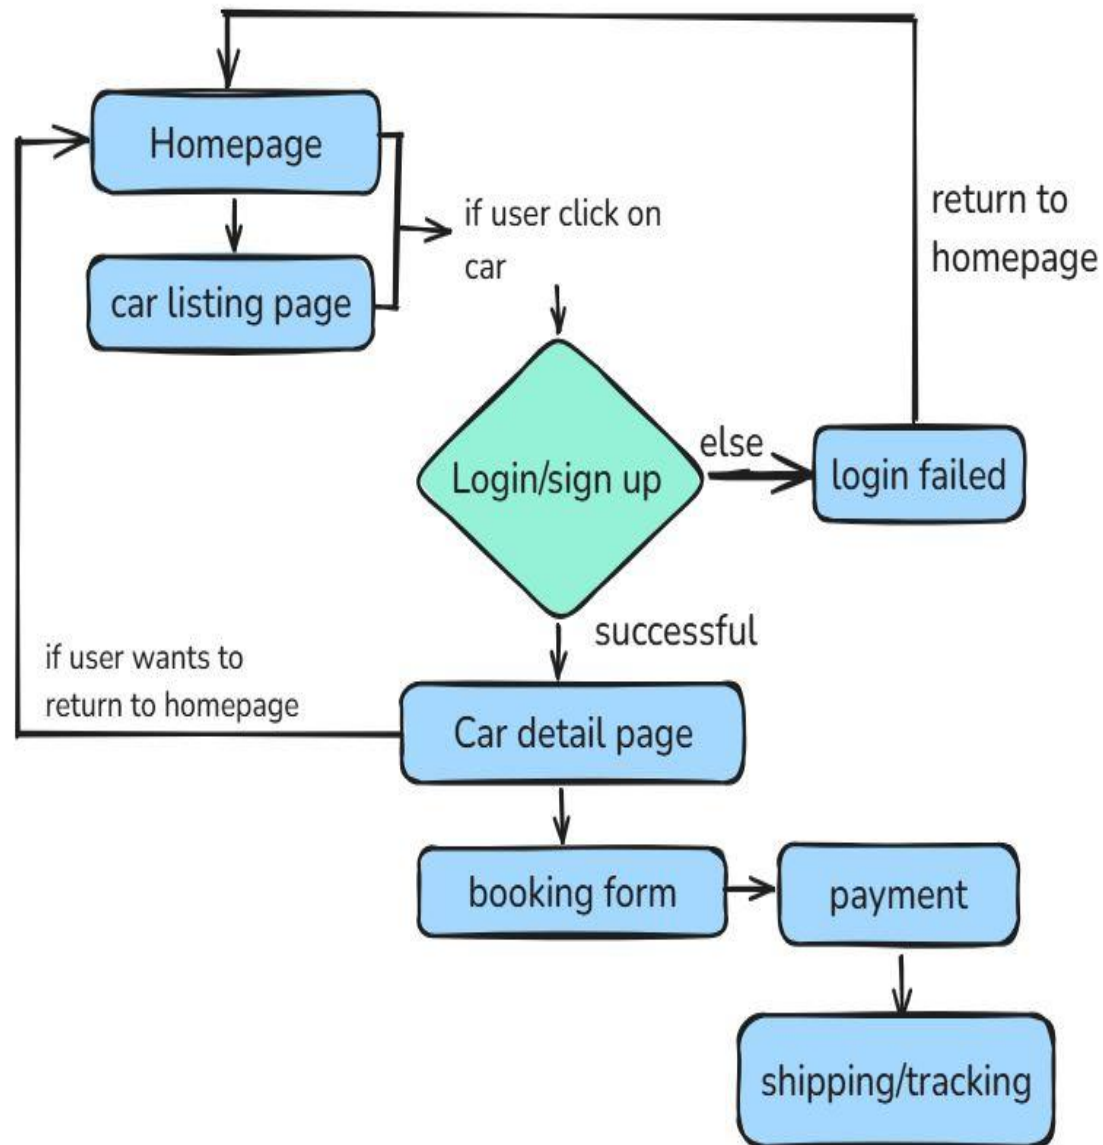 Homepage
car listing page
if user click on
car
return to
homepage
Login/sign up
else
login failed
successful
if user wants to
return to homepage
Car detail page
booking form
payment
shipping/tracking